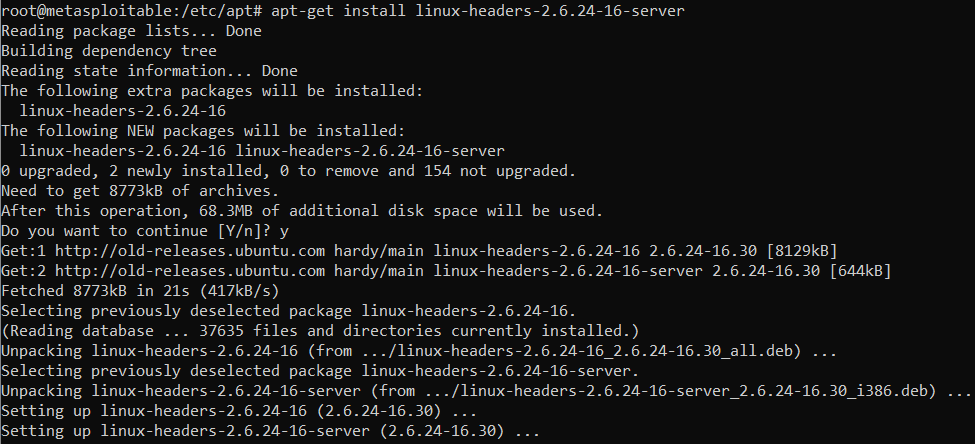 root@metasploitable:/etc/apt# apt-get install linux-headers-2.6.24-16-server
Reading package lists... Done
Building dependency tree
Reading state information... Done
The following extra packages will be installed:
  linux-headers-2.6.24-16
The following NEW packages will be installed:
  linux-headers-2.6.24-16 linux-headers-2.6.24-16-server
0 upgraded, 2 newly installed, 0 to remove and 154 not upgraded.
Need to get 8773kB of archives.
After this operation, 68.3MB of additional disk space will be used.
Do you want to continue [Y/n]? y
Get:1 http://old-releases.ubuntu.com hardy/main linux-headers-2.6.24-16 2.6.24-16.30 [8129kB]
Get:2 http://old-releases.ubuntu.com hardy/main linux-headers-2.6.24-16-server 2.6.24-16.30 [644kB]
Fetched 8773kB in 21s (417kB/s)
Selecting previously deselected package linux-headers-2.6.24-16.
(Reading database ... 37635 files and directories currently installed.)
Unpacking linux-headers-2.6.24-16 (from .../linux-headers-2.6.24-16_2.6.24-16.30_all.deb) ...
Selecting previously deselected package linux-headers-2.6.24-16-server.
Unpacking linux-headers-2.6.24-16-server (from .../linux-headers-2.6.24-16-server_2.6.24-16.30_i386.deb) ...
Setting up linux-headers-2.6.24-16 (2.6.24-16.30) ...
Setting up linux-headers-2.6.24-16-server (2.6.24-16.30) ...